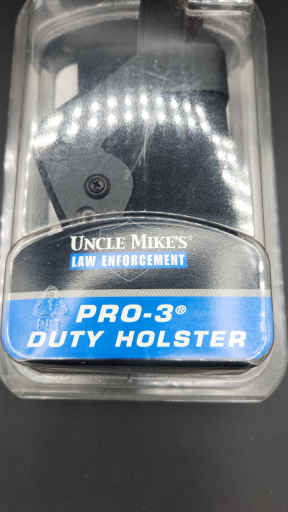 UNCLE MIKE'S®
LAW ENFORCEMENT
PRO-3®
DUTY HOLSTER